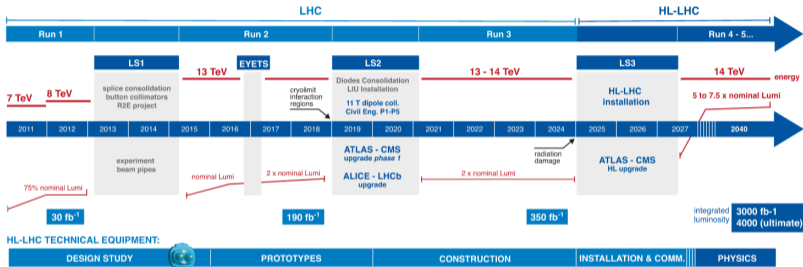 LHC
HL-LHC
Run 1
Run 2
Run 3
Run 4 - 5...
LS1
EYETS
LS2
LS3
13 TeV
13 - 14 TeV
14 TeV
energy
7 TeV
8 TeV
splice consolidation
button collimators
R2E project
cryolimit
interaction
regions
Diodes Consolidation
LIU Installation
11 T dipole coll.
Civil Eng. P1-P5
HL-LHC
installation
5 to 7.5 x nominal Lumi
2011
2012
2013
2014
2015
2016
2017
2018
2019
2020
2021
2022
2023
2024
2025
2026
2027
2040
experiment
beam pipes
ATLAS - CMS
upgrade phase 1
ALICE - LHCb
upgrade
radiation
damage
ATLAS - CMS
HL upgrade
75% nominal Lumi
nominal Lumi
2 x nominal Lumi
2 x nominal Lumi
30 fb-1
190 fb-1
350 fb-1
integrated
luminosity
3000 fb-1
4000 (ultimate)
HL-LHC TECHNICAL EQUIPMENT:
DESIGN STUDY
PROTOTYPES
CONSTRUCTION
INSTALLATION & COMM.
PHYSICS